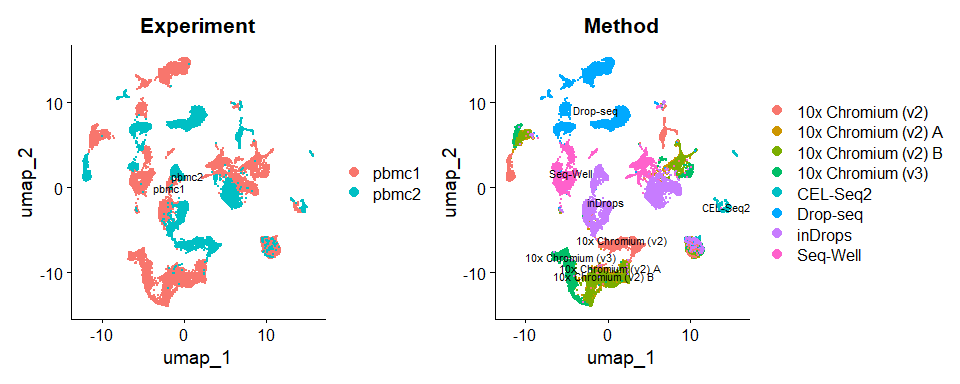 Experiment
umap_2
10
0
-10
pbmc2
pbmc1
-10
0
10
umap_1
pbmc1
pbmc2
Method
umap_2
10
0
-10
Drop-seq
Seq-Well
inDrops
CEL-Seq2
10x Chromium (v2)
10x Chromium (v3)
10x Chromium (v2) A
10x Chromium (v2) B
-10
0
10
umap_1
10x Chromium (v2)
10x Chromium (v2) A
10x Chromium (v2) B
10x Chromium (v3)
CEL-Seq2
Drop-seq
inDrops
Seq-Well